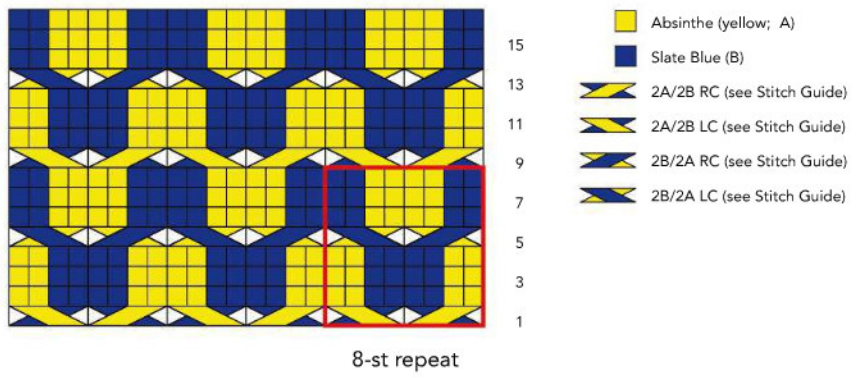 Absinthe (yellow; A)
Slate Blue (B)
2A/2B RC (see Stitch Guide)
2A/2B LC (see Stitch Guide)
2B/2A RC (see Stitch Guide)
2B/2A LC (see Stitch Guide)
15
13
11
9
7
5
3
1
8-st repeat